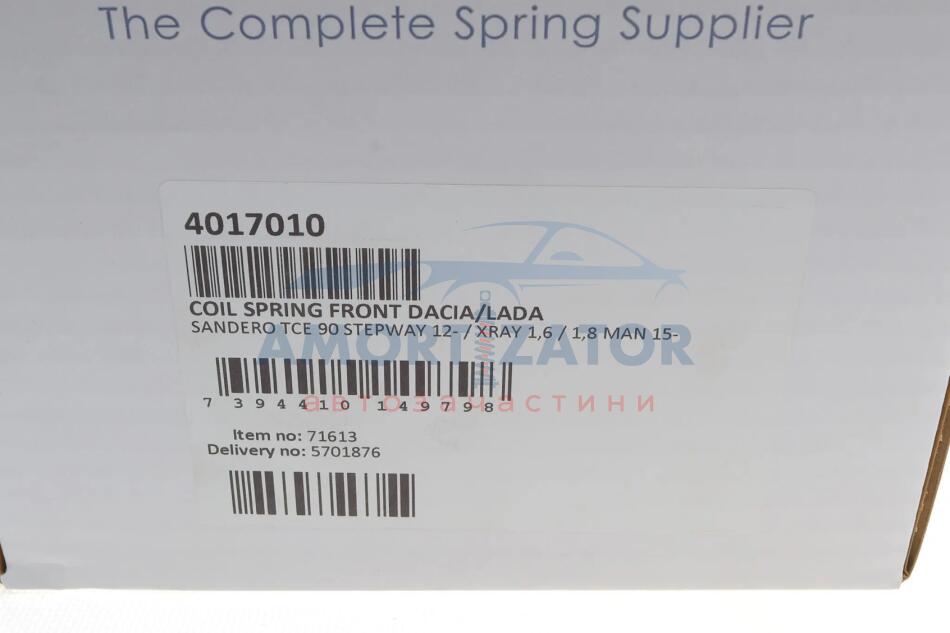 The Complete Spring Supplier
4017010
COIL SPRING FRONT DACIA/LADA
SANDERO TCE 90 STEPWAY 12- / XRAY 1,6 / 1,8 MAN 15-
AMORTIZATOR
7 394410 149798
автозапчастини
Item no: 71613
Delivery no: 5701876